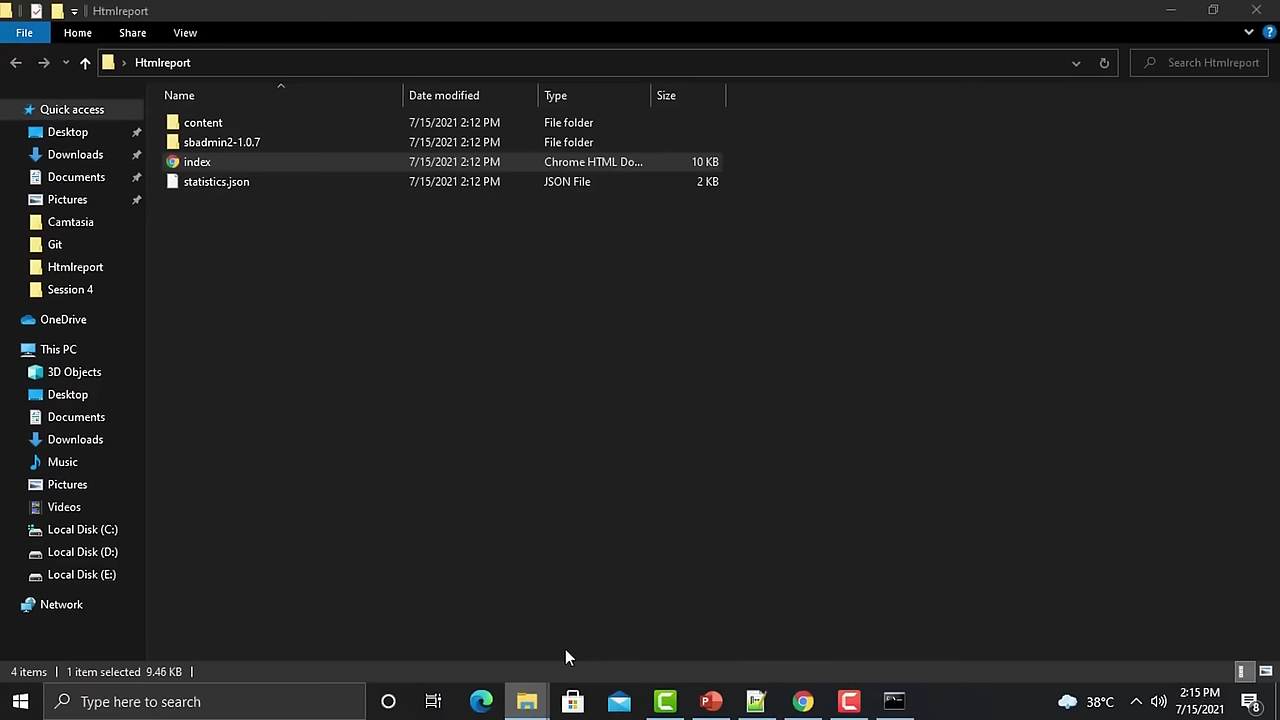 Htmlreport
File Home Share View
Htmlreport
Search Htmlreport
Name Date modified Type Size
content 7/15/2021 2:12 PM File folder
sbadmin2-1.0.7 7/15/2021 2:12 PM File folder
index 7/15/2021 2:12 PM Chrome HTML Do... 10 KB
statistics.json 7/15/2021 2:12 PM JSON File 2 KB
Quick access
Desktop
Downloads
Documents
Pictures
Camtasia
Git
Htmlreport
Session 4
OneDrive
This PC
3D Objects
Desktop
Documents
Downloads
Music
Pictures
Videos
Local Disk (C:)
Local Disk (D:)
Local Disk (E:)
Network
4 items 1 item selected 9.46 KB
Type here to search
38°C
2:15 PM
7/15/2021
8